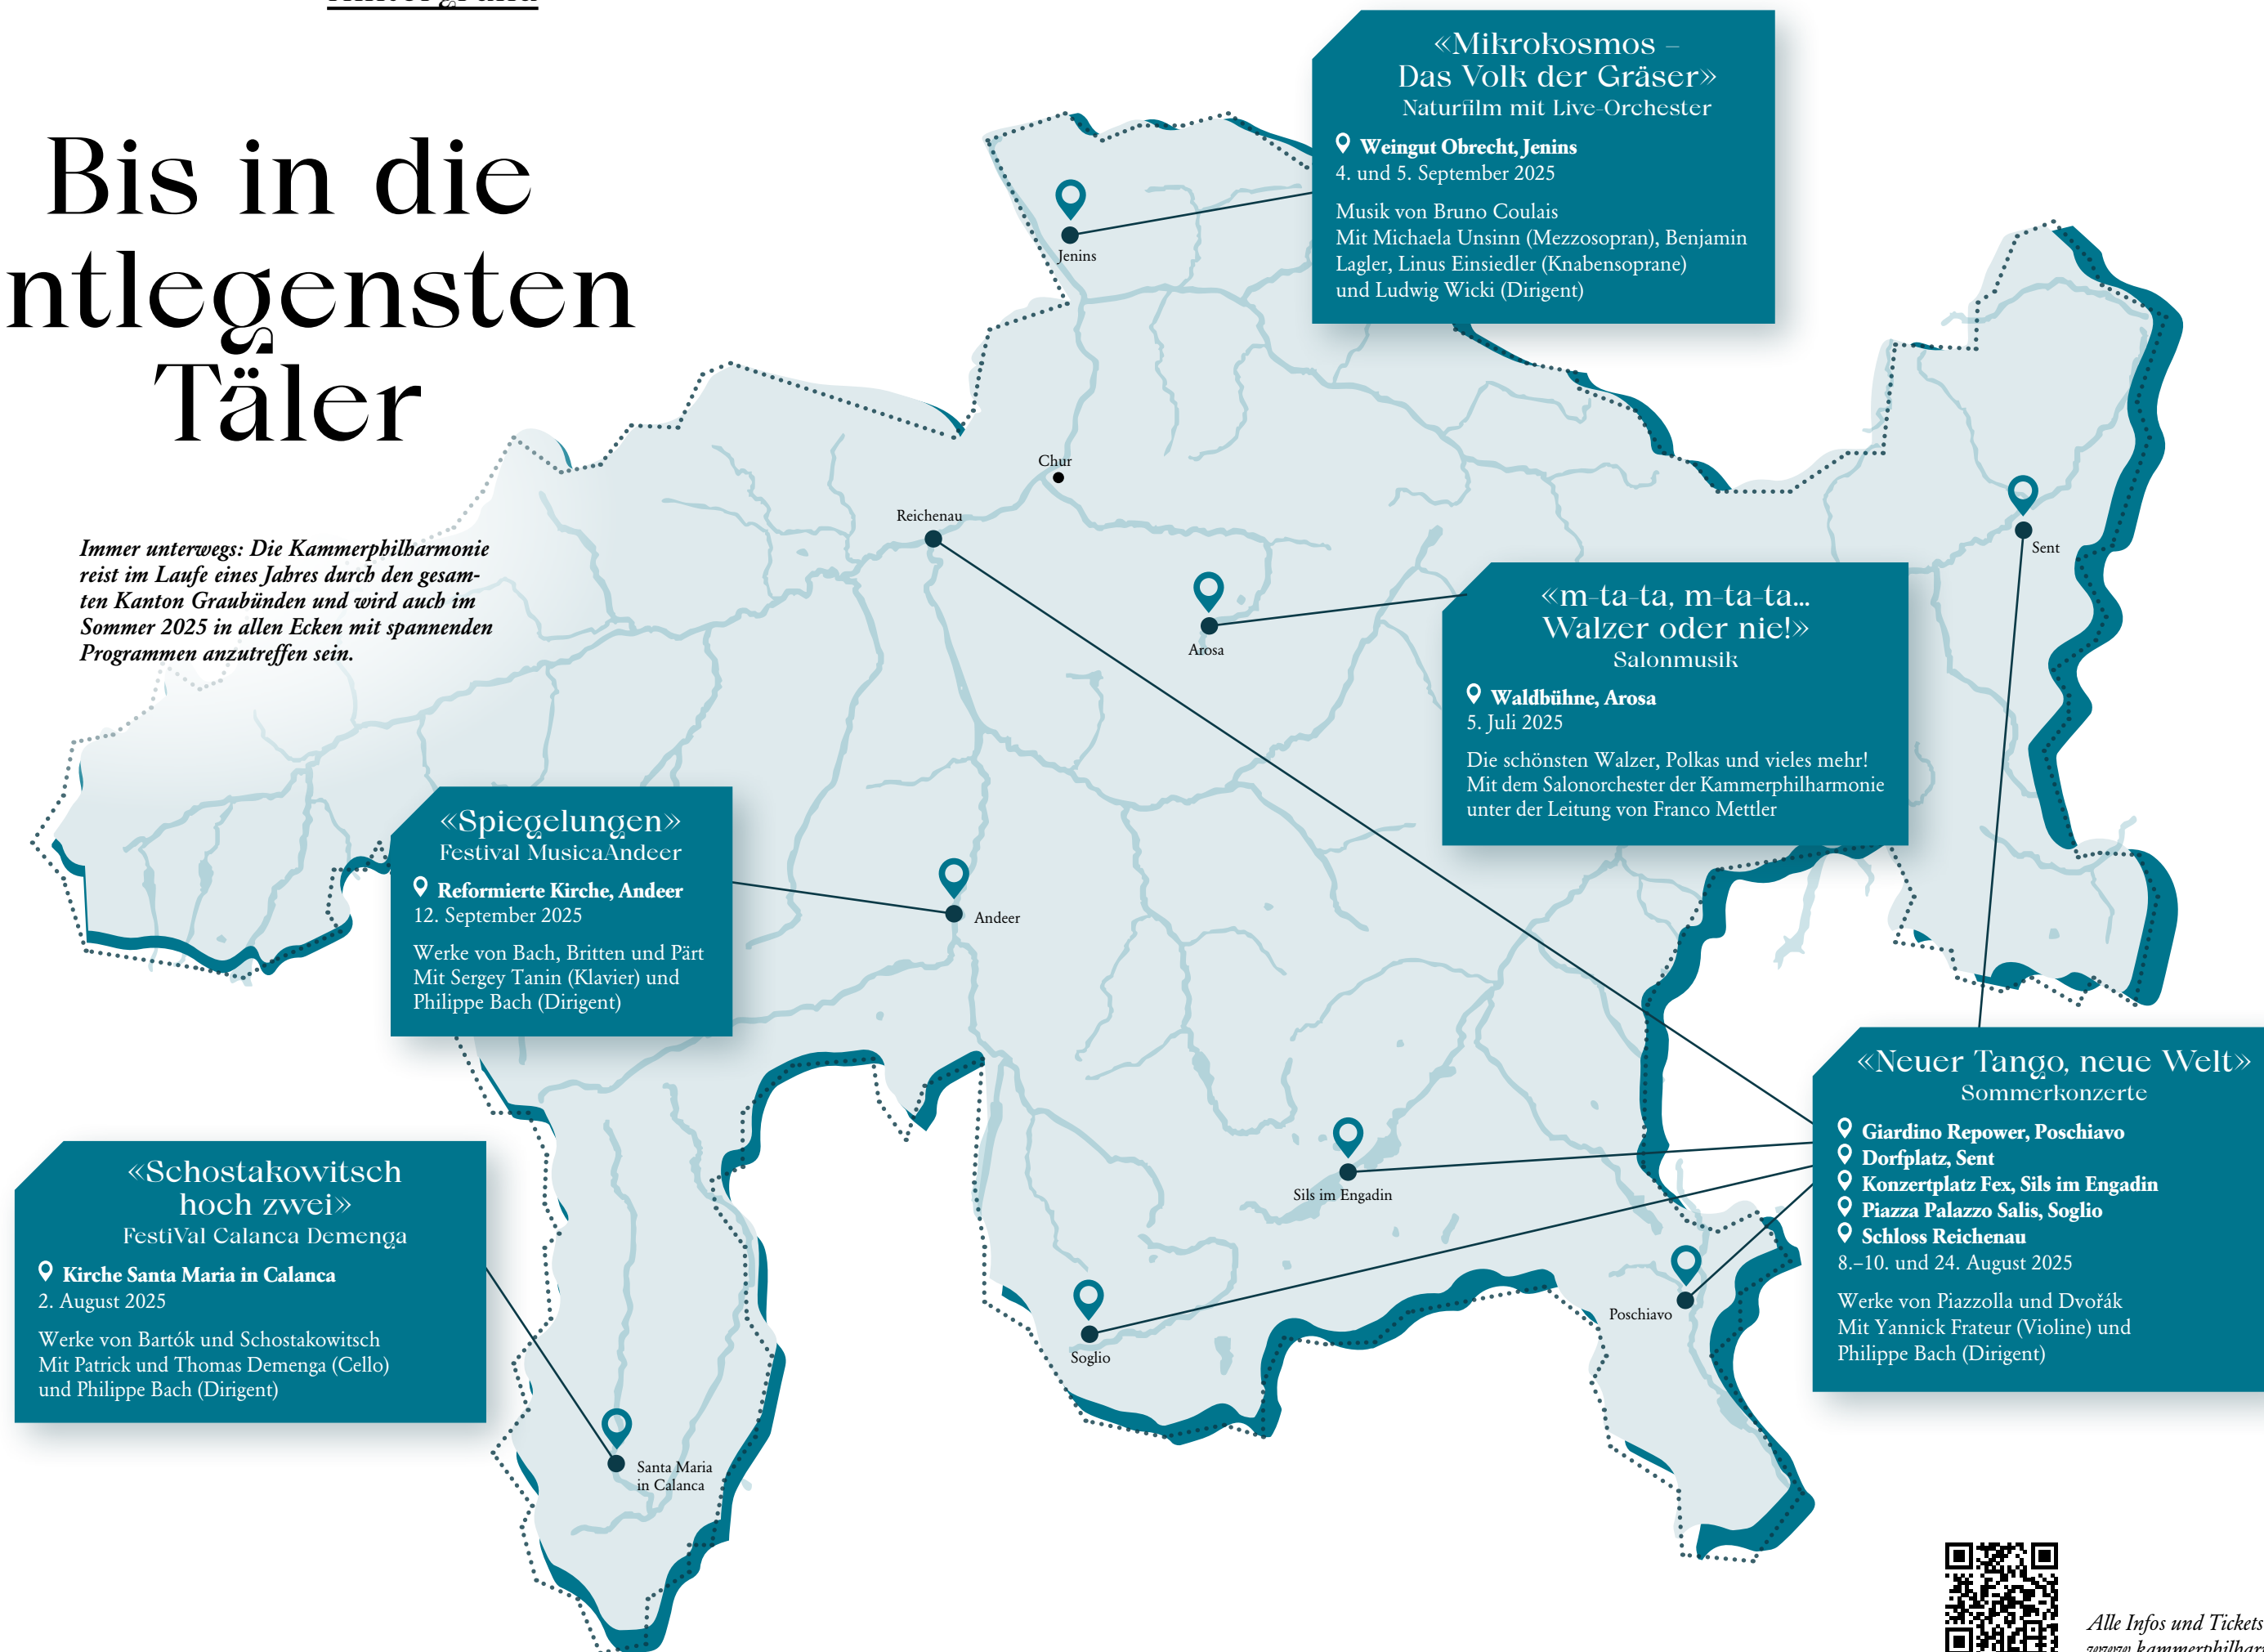 Bis in die
ntlegensten
Täler
Immer unterwegs: Die Kammerphilharmonie
reist im Laufe eines Jahres durch den gesam-
ten Kanton Graubünden und wird auch im
Sommer 2025 in allen Ecken mit spannenden
Programmen anzutreffen sein.
«Mikrokosmos –
Das Volk der Gräser»
Naturfilm mit Live-Orchester
Weingut Obrecht, Jenins
4. und 5. September 2025
Musik von Bruno Coulais
Mit Michaela Unsinn (Mezzosopran), Benjamin
Lagler, Linus Einsiedler (Knabensoprane)
und Ludwig Wicki (Dirigent)
Jenins
Chur
Reichenau
Arosa
Sent
«m-ta-ta, m-ta-ta...
Walzer oder nie!»
Salonmusik
Waldbühne, Arosa
5. Juli 2025
Die schönsten Walzer, Polkas und vieles mehr!
Mit dem Salonorchester der Kammerphilharmonie
unter der Leitung von Franco Mettler
«Spiegelungen»
Festival MusicaAndeer
Reformierte Kirche, Andeer
12. September 2025
Werke von Bach, Britten und Pärt
Mit Sergey Tanin (Klavier) und
Philippe Bach (Dirigent)
Andeer
«Neuer Tango, neue Welt»
Sommerkonzerte
Giardino Repower, Poschiavo
Dorfplatz, Sent
Konzertplatz Fex, Sils im Engadin
Piazza Palazzo Salis, Soglio
Schloss Reichenau
8.–10. und 24. August 2025
Werke von Piazzolla und Dvořák
Mit Yannick Frateur (Violine) und
Philippe Bach (Dirigent)
Sils im Engadin
Soglio
Poschiavo
«Schostakowitsch
hoch zwei»
FestiVal Calanca Demenga
Kirche Santa Maria in Calanca
2. August 2025
Werke von Bartók und Schostakowitsch
Mit Patrick und Thomas Demenga (Cello)
und Philippe Bach (Dirigent)
Santa Maria
in Calanca
Alle Infos und Tickets